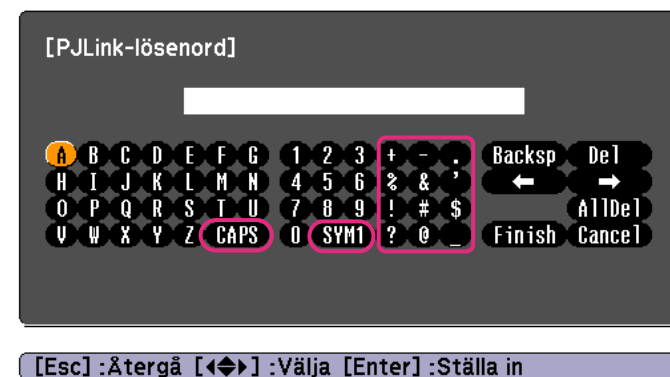 [PJLink-lösenord]
A B C D E F G 1 2 3 + - . Backsp Del
H I J K L M N 4 5 6 % & ' ← →
O P Q R S T U 7 8 9 ! # $ AllDel
V W X Y Z CAPS 0 SYM1 ? @ _ Finish Cancel
[Esc] :Återgå [◀◆▶] :Välja [Enter] :Ställa in